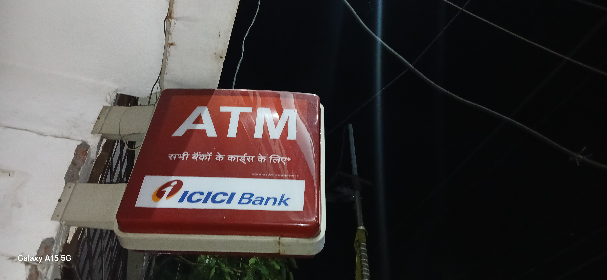 ATM
सभी बैंकों के कार्ड्स के लिए*
ICICI Bank
Galaxy A15 5G